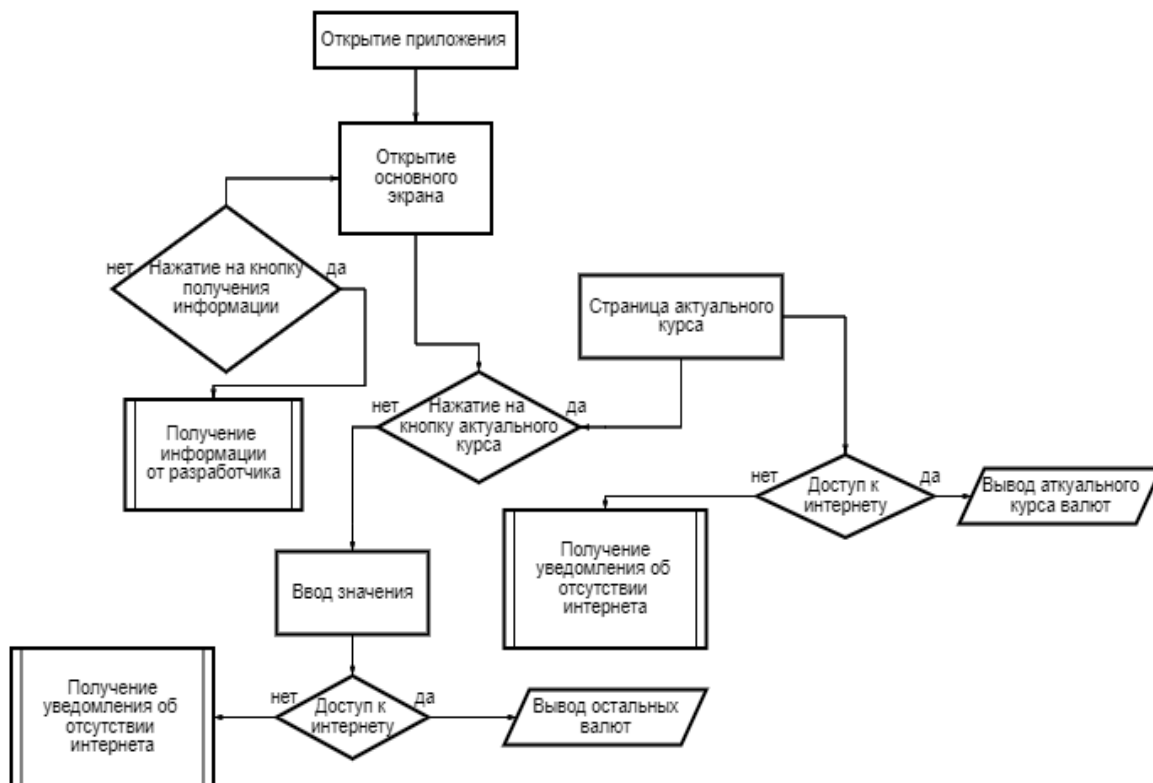 Открытие приложения
Открытие
основного
экрана
нет
Нажатие на кнопку
получения
информации
да
Страница актуального
курса
Получение
информации
от разработчика
нет
Нажатие на
кнопку актуального
курса
да
нет
Доступ к
интернету
да
Вывод аткуального
курса валют
Получение
уведомления об
отсутствии
интернета
Ввод значения
Получение
уведомления об
отсутствии
интернета
нет
Доступ к
интернету
да
Вывод остальных
валют